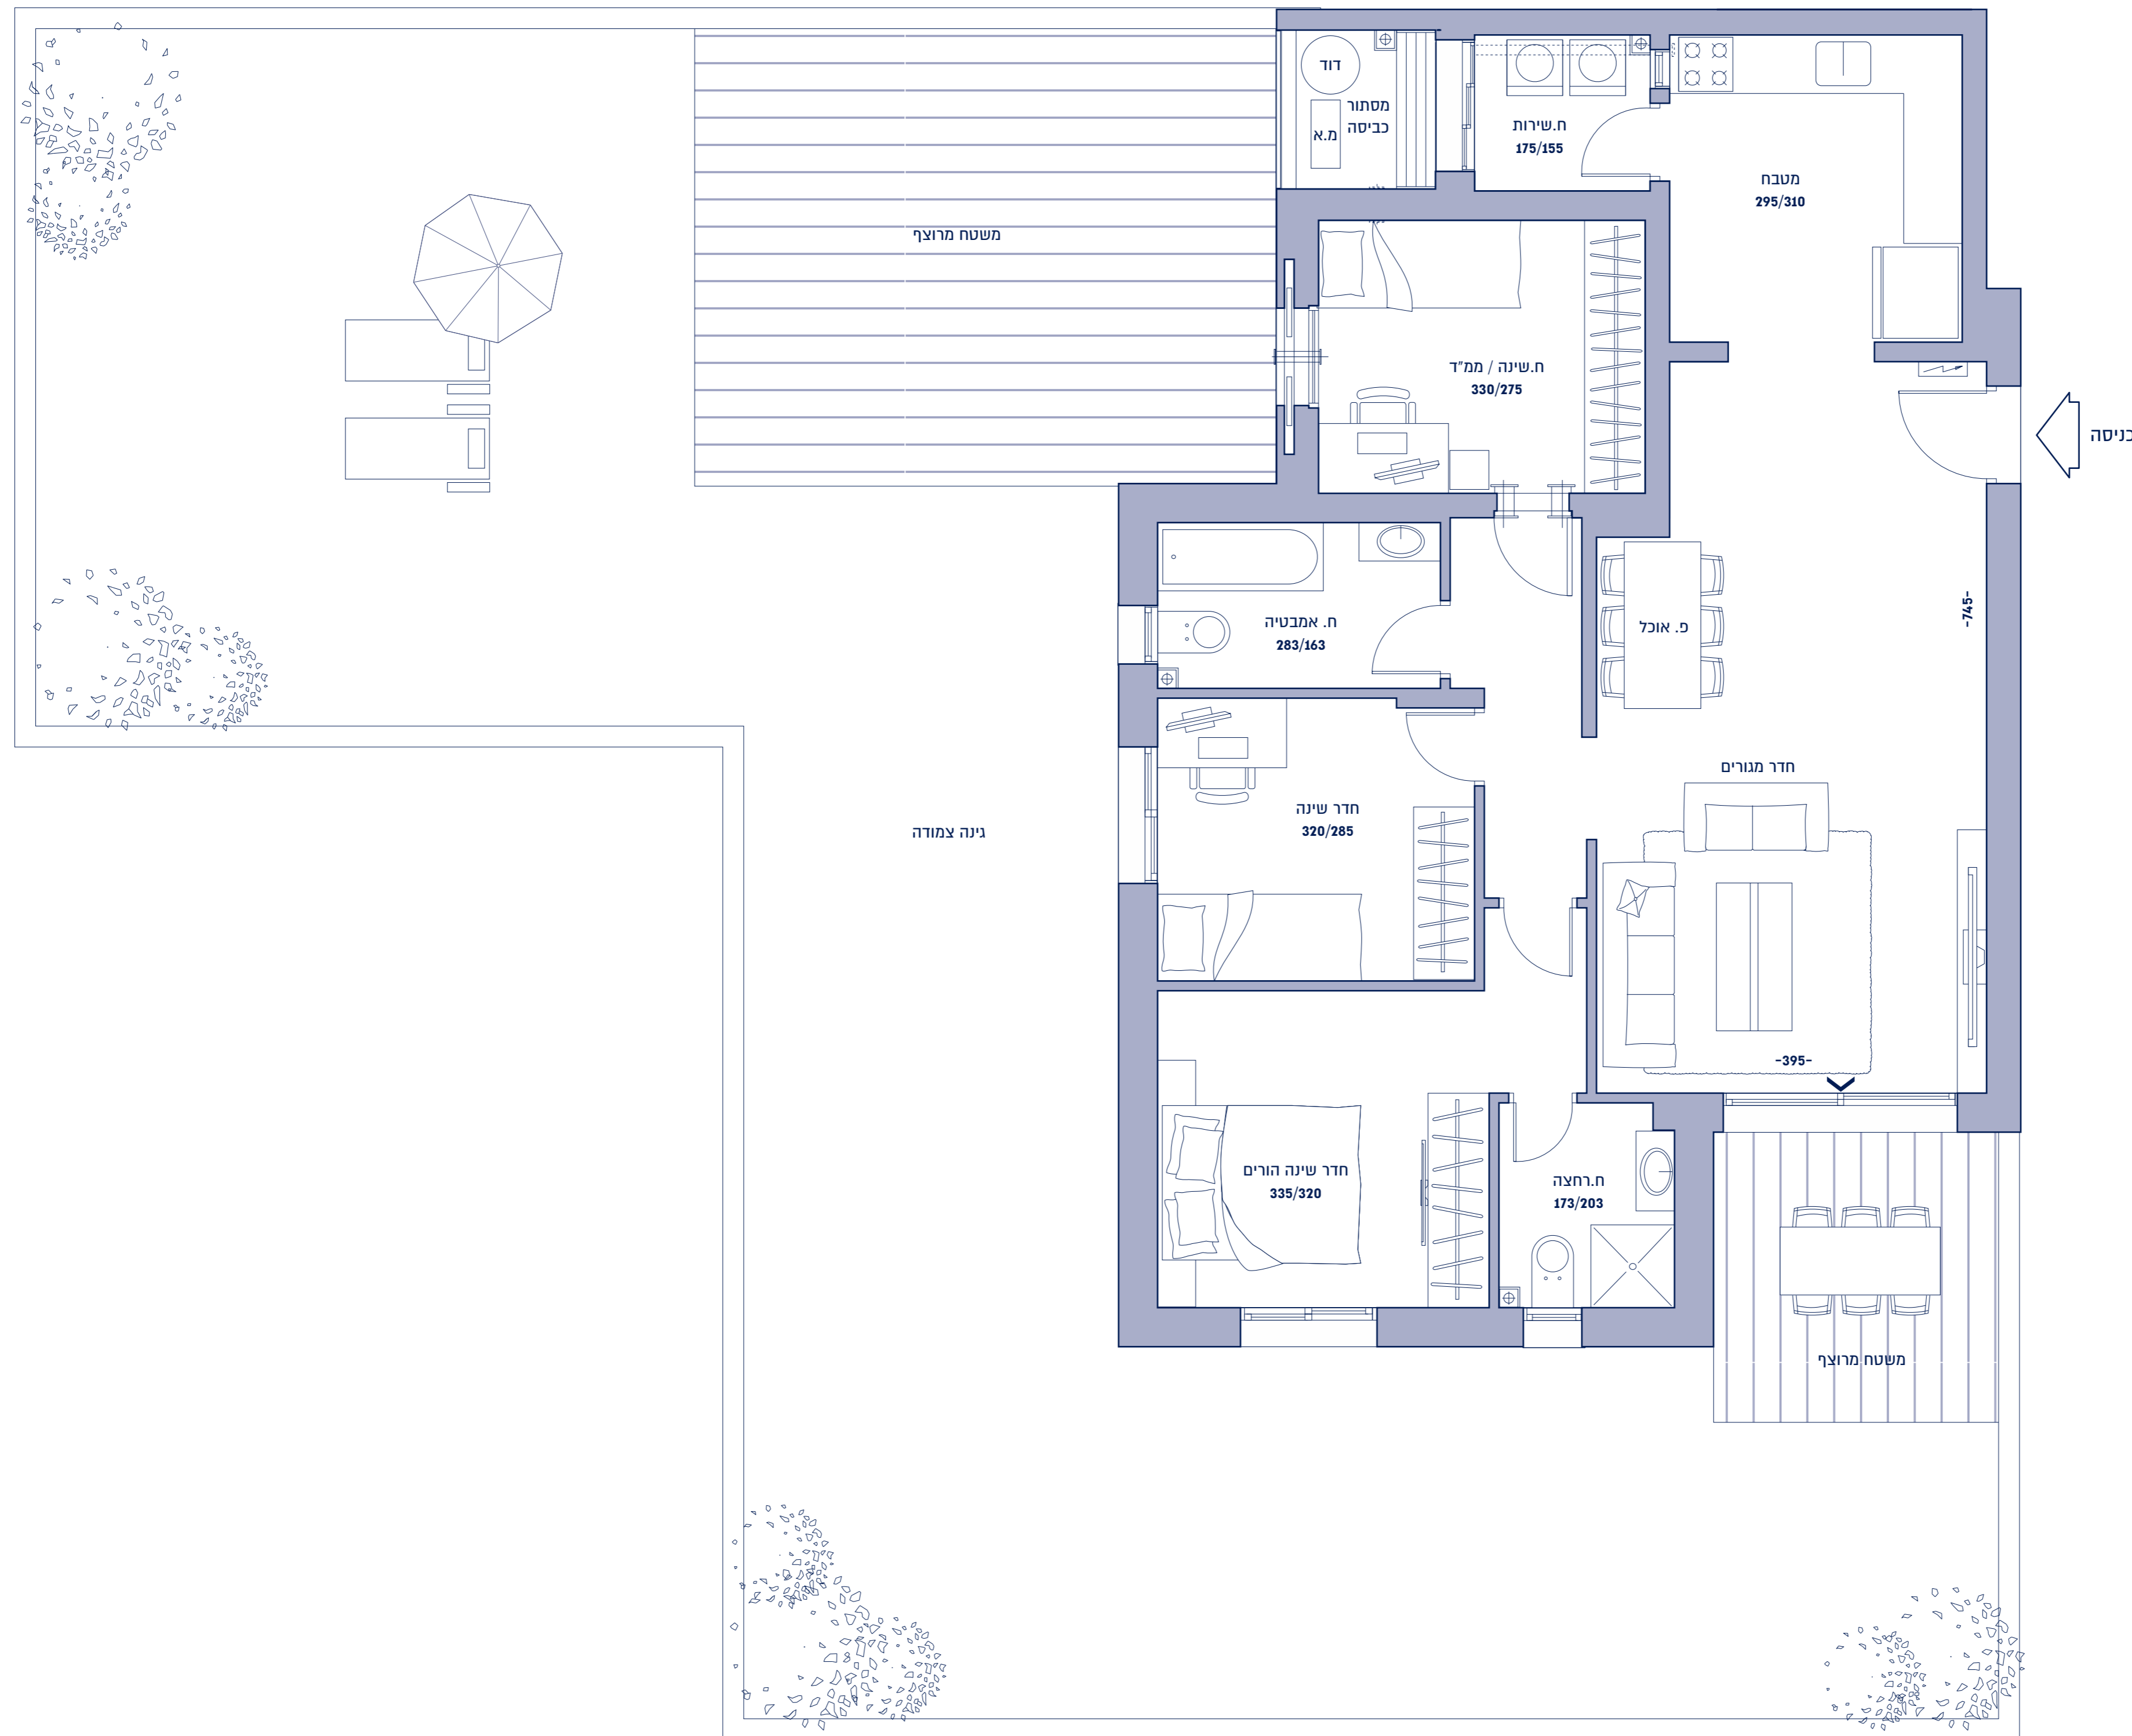 דוד
מסתור
כביסה
מ.א
ח.שירות
175/155
מטבח
295/310
משטח מרוצף
ח.שינה / ממ"ד
330/275
כניסה
ח. אמבטיה
283/163
פ. אוכל
-745-
חדר מגורים
חדר שינה
320/285
גינה צמודה
-395-
חדר שינה הורים
335/320
ח.רחצה
173/203
משטח מרוצף